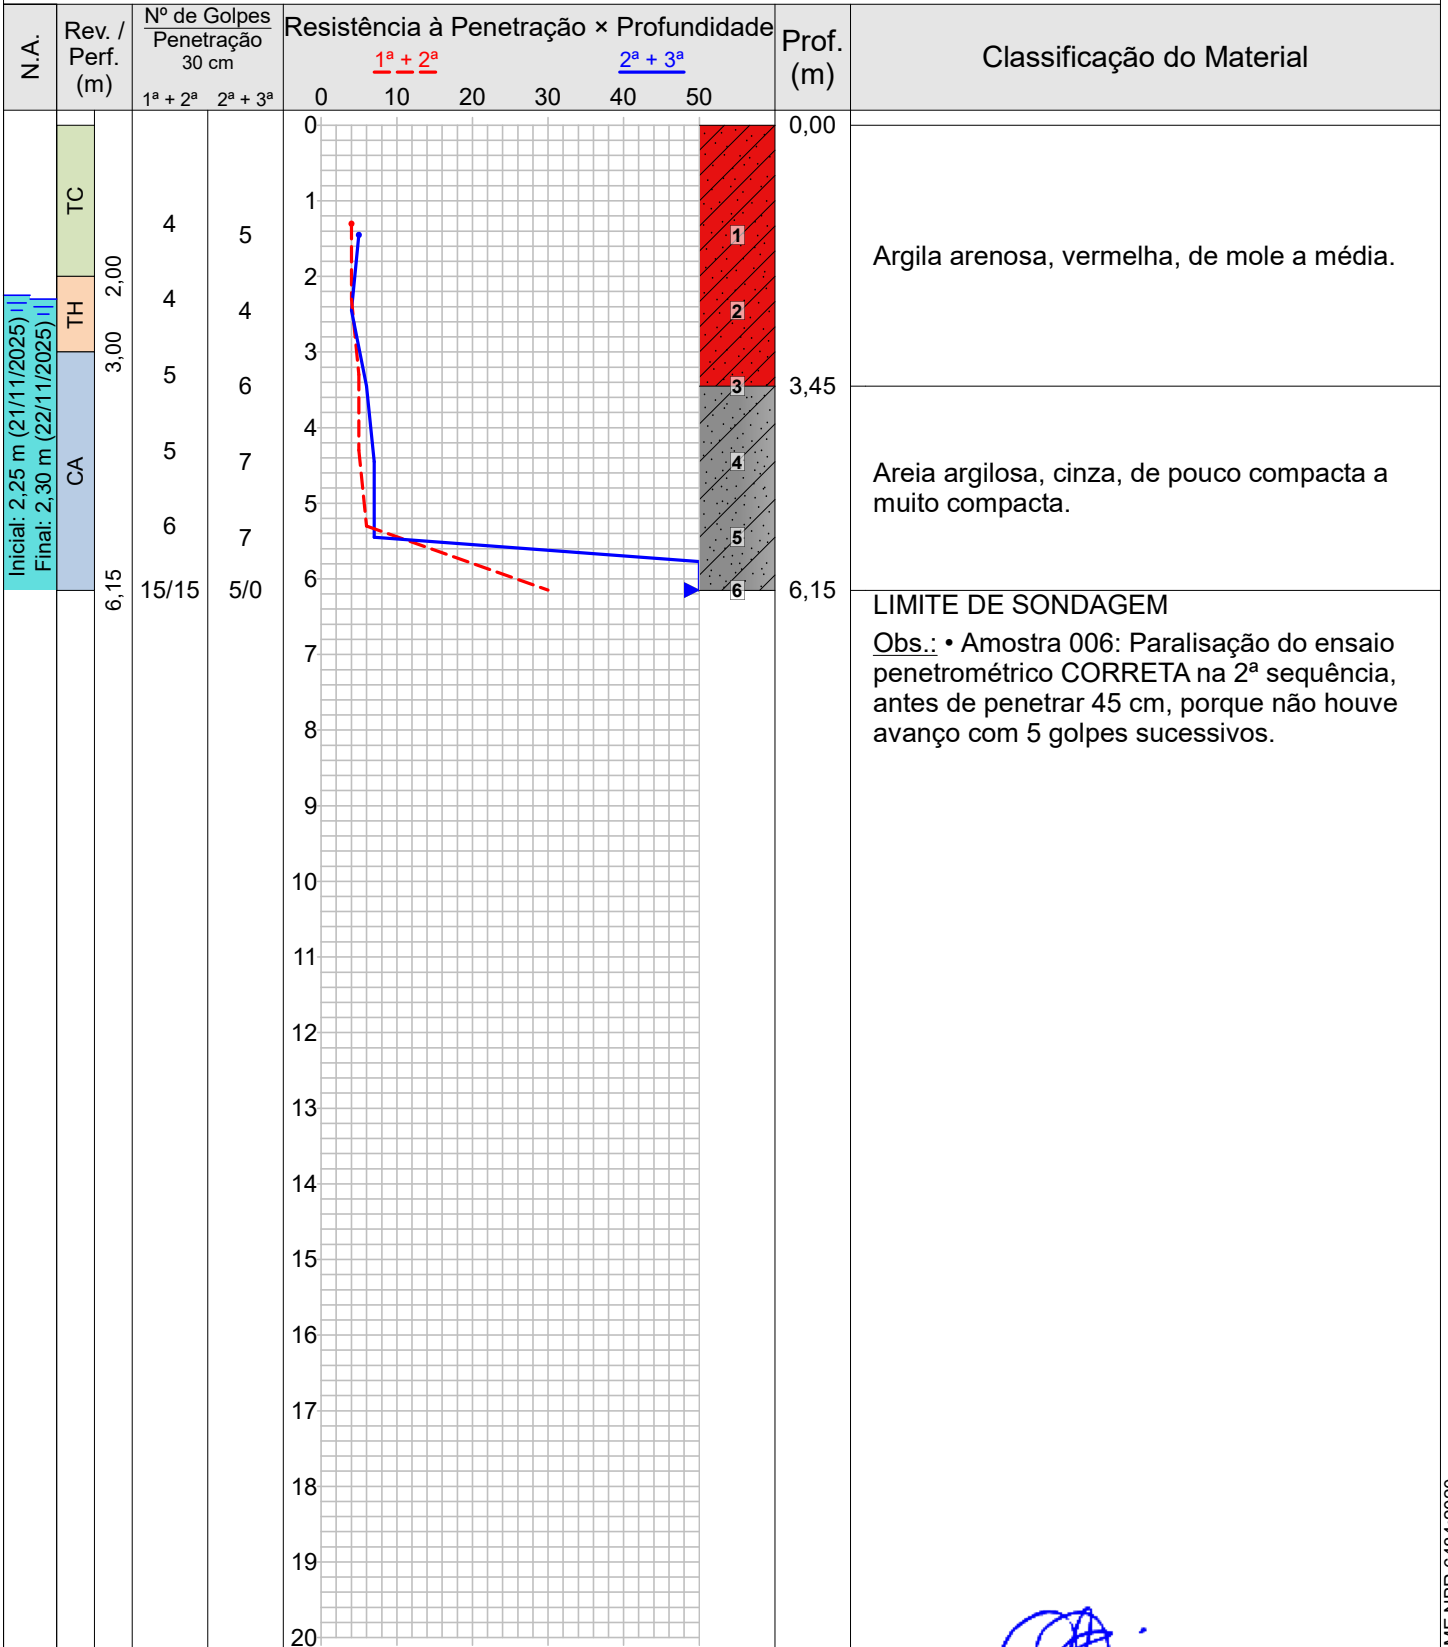 N.A.
Rev. /
Perf.
(m)
Nº de Golpes
Penetração
30 cm
1ª + 2ª 2ª + 3ª
Resistência à Penetração × Profundidade
1ª + 2ª 2ª + 3ª
0 10 20 30 40 50
Prof.
(m)
Classificação do Material
Inicial: 2,25 m (21/11/2025)
Final: 2,30 m (22/11/2025)
TC
2,00
TH
3,00
CA
6,15
4 5
4 4
5 6
5 7
6 7
15/15 5/0
0
1
2
3
4
5
6
7
8
9
10
11
12
13
14
15
16
17
18
19
20
1
2
3
4
5
6
0,00
3,45
6,15
Argila arenosa, vermelha, de mole a média.
Areia argilosa, cinza, de pouco compacta a
muito compacta.
LIMITE DE SONDAGEM
Obs.: • Amostra 006: Paralisação do ensaio
penetrométrico CORRETA na 2ª sequência,
antes de penetrar 45 cm, porque não houve
avanço com 5 golpes sucessivos.